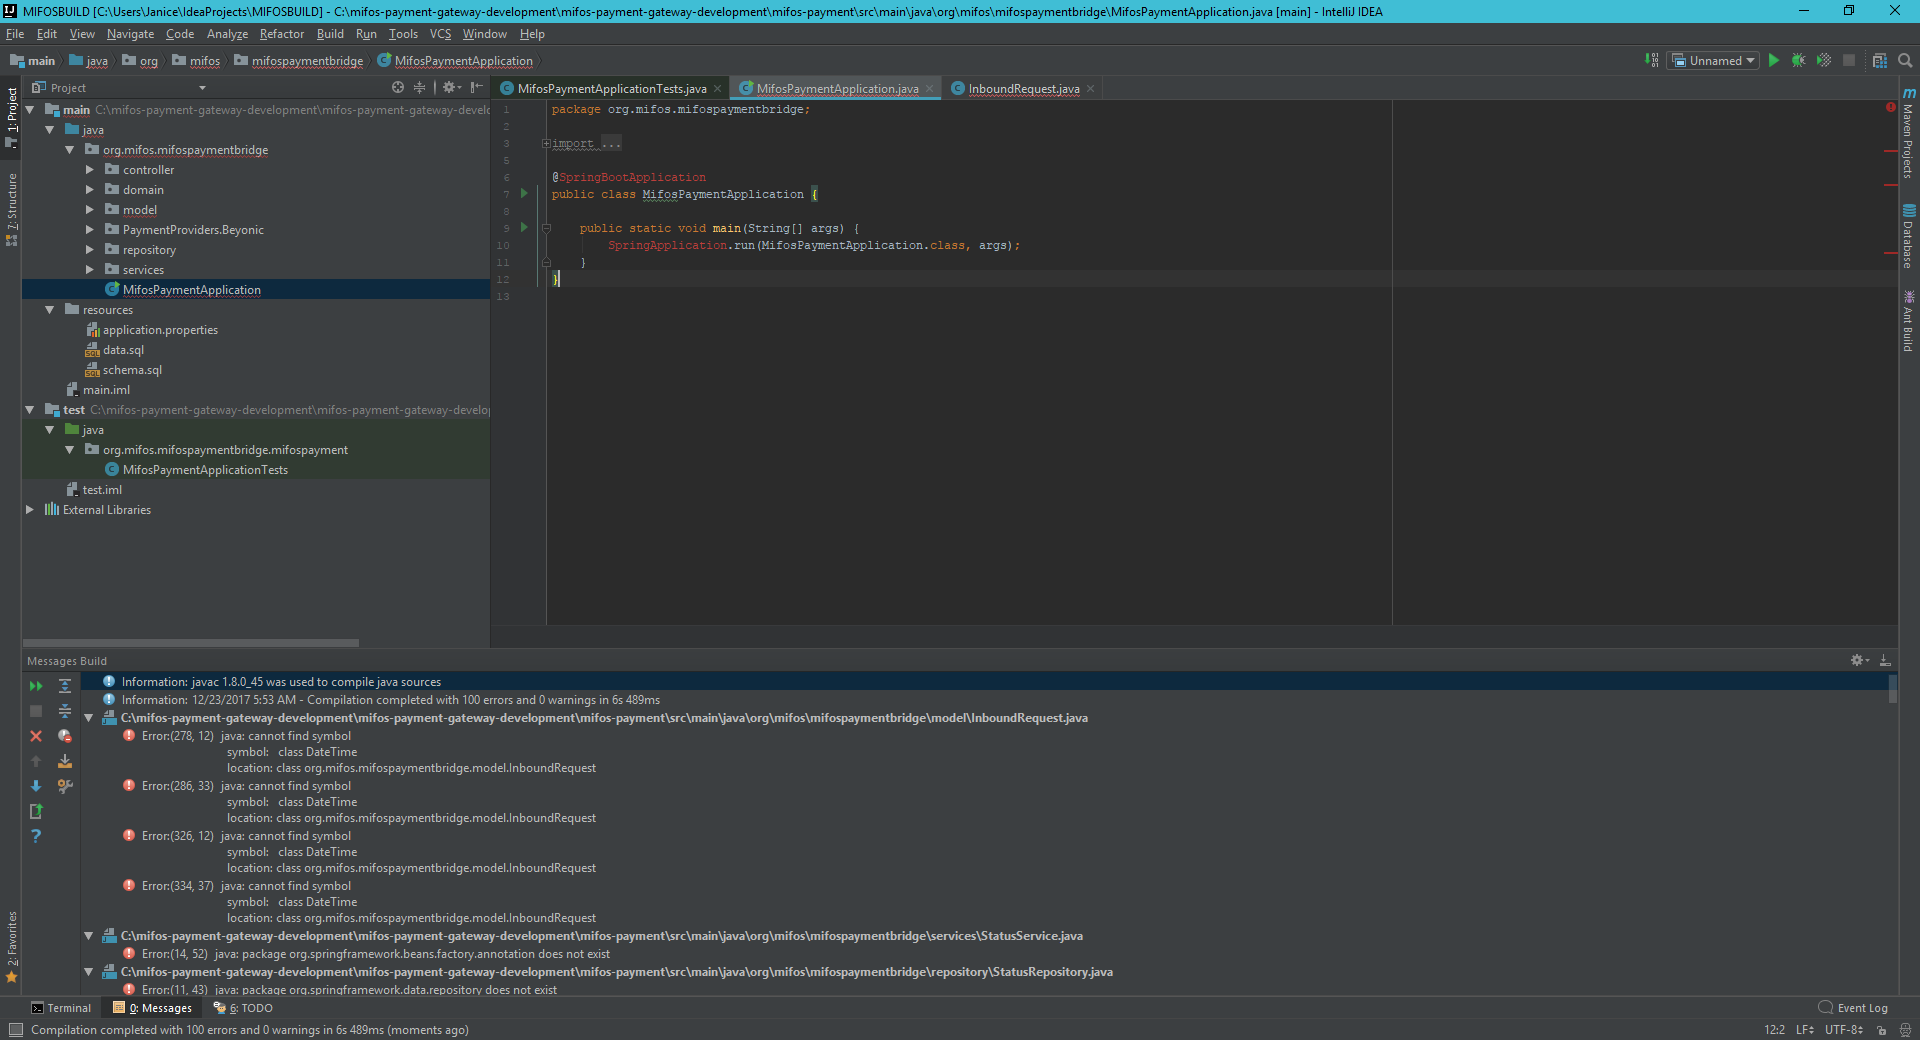 MIFOSBUILD [C:\Users\Janice\IdeaProjects\MIFOSBUILD] - C:\mifos-payment-gateway-development\mifos-payment-gateway-development\mifos-payment\src\main\java\org\mifos\mifospaymentbridge\MifosPaymentApplication.java [main] - IntelliJ IDEA
File Edit View Navigate Code Analyze Refactor Build Run Tools VCS Window Help
main java org mifos mifospaymentbridge MifosPaymentApplication
Unnamed
1: Project
7: Structure
2: Favorites
Project
main C:\mifos-payment-gateway-development\mifos-payment-gateway-devel
java
org.mifos.mifospaymentbridge
controller
domain
model
PaymentProviders.Beyonic
repository
services
MifosPaymentApplication
resources
application.properties
data.sql
schema.sql
main.iml
test C:\mifos-payment-gateway-development\mifos-payment-gateway-develo
java
org.mifos.mifospaymentbridge.mifospayment
MifosPaymentApplicationTests
test.iml
External Libraries
MifosPaymentApplicationTests.java MifosPaymentApplication.java InboundRequest.java
1 package org.mifos.mifospaymentbridge;
2
3 import ...
5
6 @SpringBootApplication
7 public class MifosPaymentApplication {
8
9 public static void main(String[] args) {
10 SpringApplication.run(MifosPaymentApplication.class, args);
11 }
12 }
13
Maven Projects
Database
Ant Build
Messages Build
Information: javac 1.8.0_45 was used to compile java sources
Information: 12/23/2017 5:53 AM - Compilation completed with 100 errors and 0 warnings in 6s 489ms
C:\mifos-payment-gateway-development\mifos-payment-gateway-development\mifos-payment\src\main\java\org\mifos\mifospaymentbridge\model\InboundRequest.java
Error:(278, 12) java: cannot find symbol
symbol: class DateTime
location: class org.mifos.mifospaymentbridge.model.InboundRequest
Error:(286, 33) java: cannot find symbol
symbol: class DateTime
location: class org.mifos.mifospaymentbridge.model.InboundRequest
Error:(326, 12) java: cannot find symbol
symbol: class DateTime
location: class org.mifos.mifospaymentbridge.model.InboundRequest
Error:(334, 37) java: cannot find symbol
symbol: class DateTime
location: class org.mifos.mifospaymentbridge.model.InboundRequest
C:\mifos-payment-gateway-development\mifos-payment-gateway-development\mifos-payment\src\main\java\org\mifos\mifospaymentbridge\services\StatusService.java
Error:(14, 52) java: package org.springframework.beans.factory.annotation does not exist
C:\mifos-payment-gateway-development\mifos-payment-gateway-development\mifos-payment\src\main\java\org\mifos\mifospaymentbridge\repository\StatusRepository.java
Error:(11, 43) java: package org.springframework.data.repository does not exist
Terminal 0: Messages 6: TODO Event Log
Compilation completed with 100 errors and 0 warnings in 6s 489ms (moments ago) 12:2 LF UTF-8